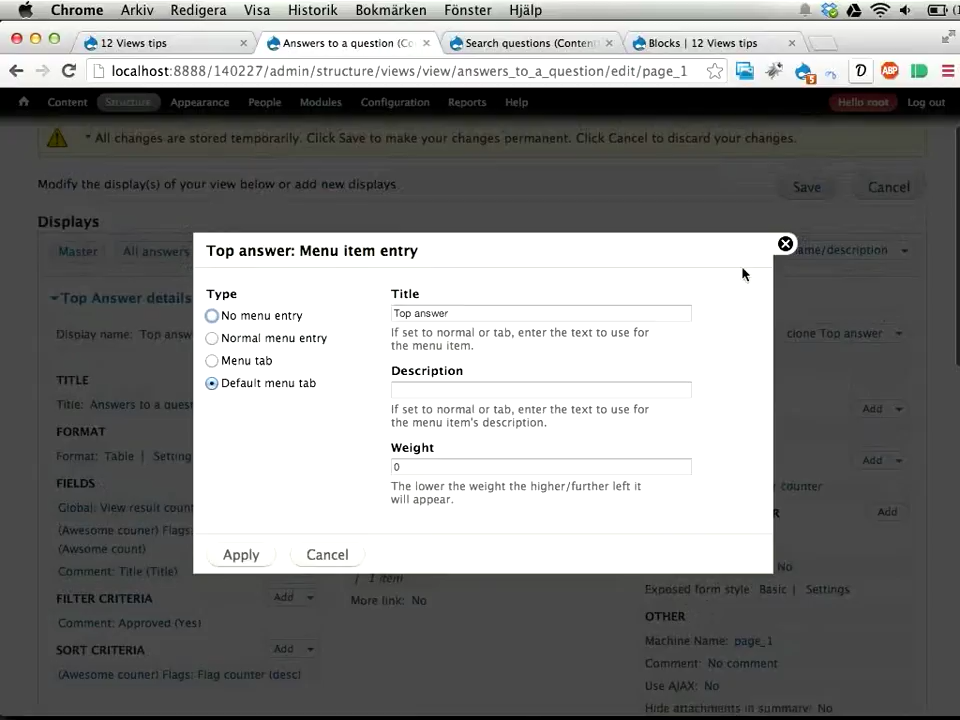 Chrome Arkiv Redigera Visa Historik Bokmärken Fönster Hjälp
12 Views tips Answers to a question (Co Search questions (Content Blocks | 12 Views tips
localhost:8888/140227/admin/structure/views/view/answers_to_a_question/edit/page_1
Content Structure Appearance People Modules Configuration Reports Help Hello root Log out
* All changes are stored temporarily. Click Save to make your changes permanent. Click Cancel to discard your changes.
Modify the display(s) of your view below or add new displays.
Save Cancel
Displays
Master All answers ame/description
Top answer: Menu item entry
Top Answer details
Type
No menu entry
Normal menu entry
Menu tab
Default menu tab
Title
Top answer
If set to normal or tab, enter the text to use for
the menu item.
Description
If set to normal or tab, enter the text to use for
the menu item's description.
Weight
0
The lower the weight the higher/further left it
will appear.
Apply Cancel
Display name: Top answ clone Top answer
TITLE
Title: Answers to a quest Add
FORMAT
Format: Table | Setting Add
FIELDS
Global: View result count counter
(Awesome couner) Flags: Add
(Awsome count)
Comment: Title (Title) No
/ 1 item
More link: No
Exposed form style: Basic | Settings
FILTER CRITERIA Add
Comment: Approved (Yes)
SORT CRITERIA Add
(Awesome couner) Flags: Flag counter (desc)
OTHER
Machine Name: page_1
Comment: No comment
Use AJAX: No
Hide attachments in summary: No